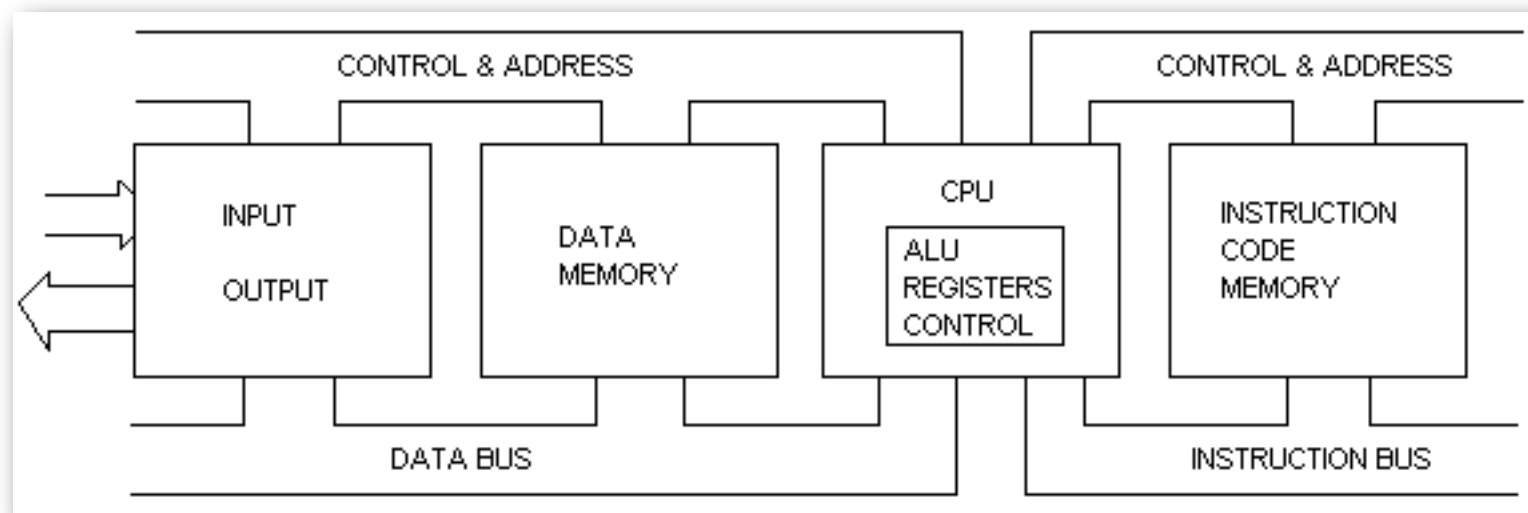 CONTROL & ADDRESS
CONTROL & ADDRESS
INPUT
OUTPUT
DATA
MEMORY
CPU
ALU
REGISTERS
CONTROL
INSTRUCTION
CODE
MEMORY
DATA BUS
INSTRUCTION BUS